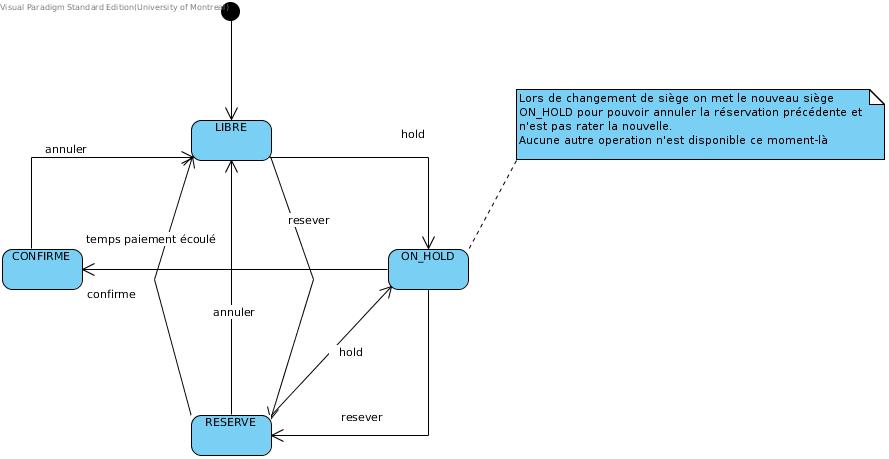 Visual Paradigm Standard Edition(University of Montreal)
LIBRE
Lors de changement de siège on met le nouveau siège
ON_HOLD pour pouvoir annuler la réservation précédente et
n'est pas rater la nouvelle.
Aucune autre operation n'est disponible ce moment-là
hold
annuler
resever
temps paiement écoulé
CONFIRME
ON_HOLD
confirme
annuler
hold
resever
RESERVE